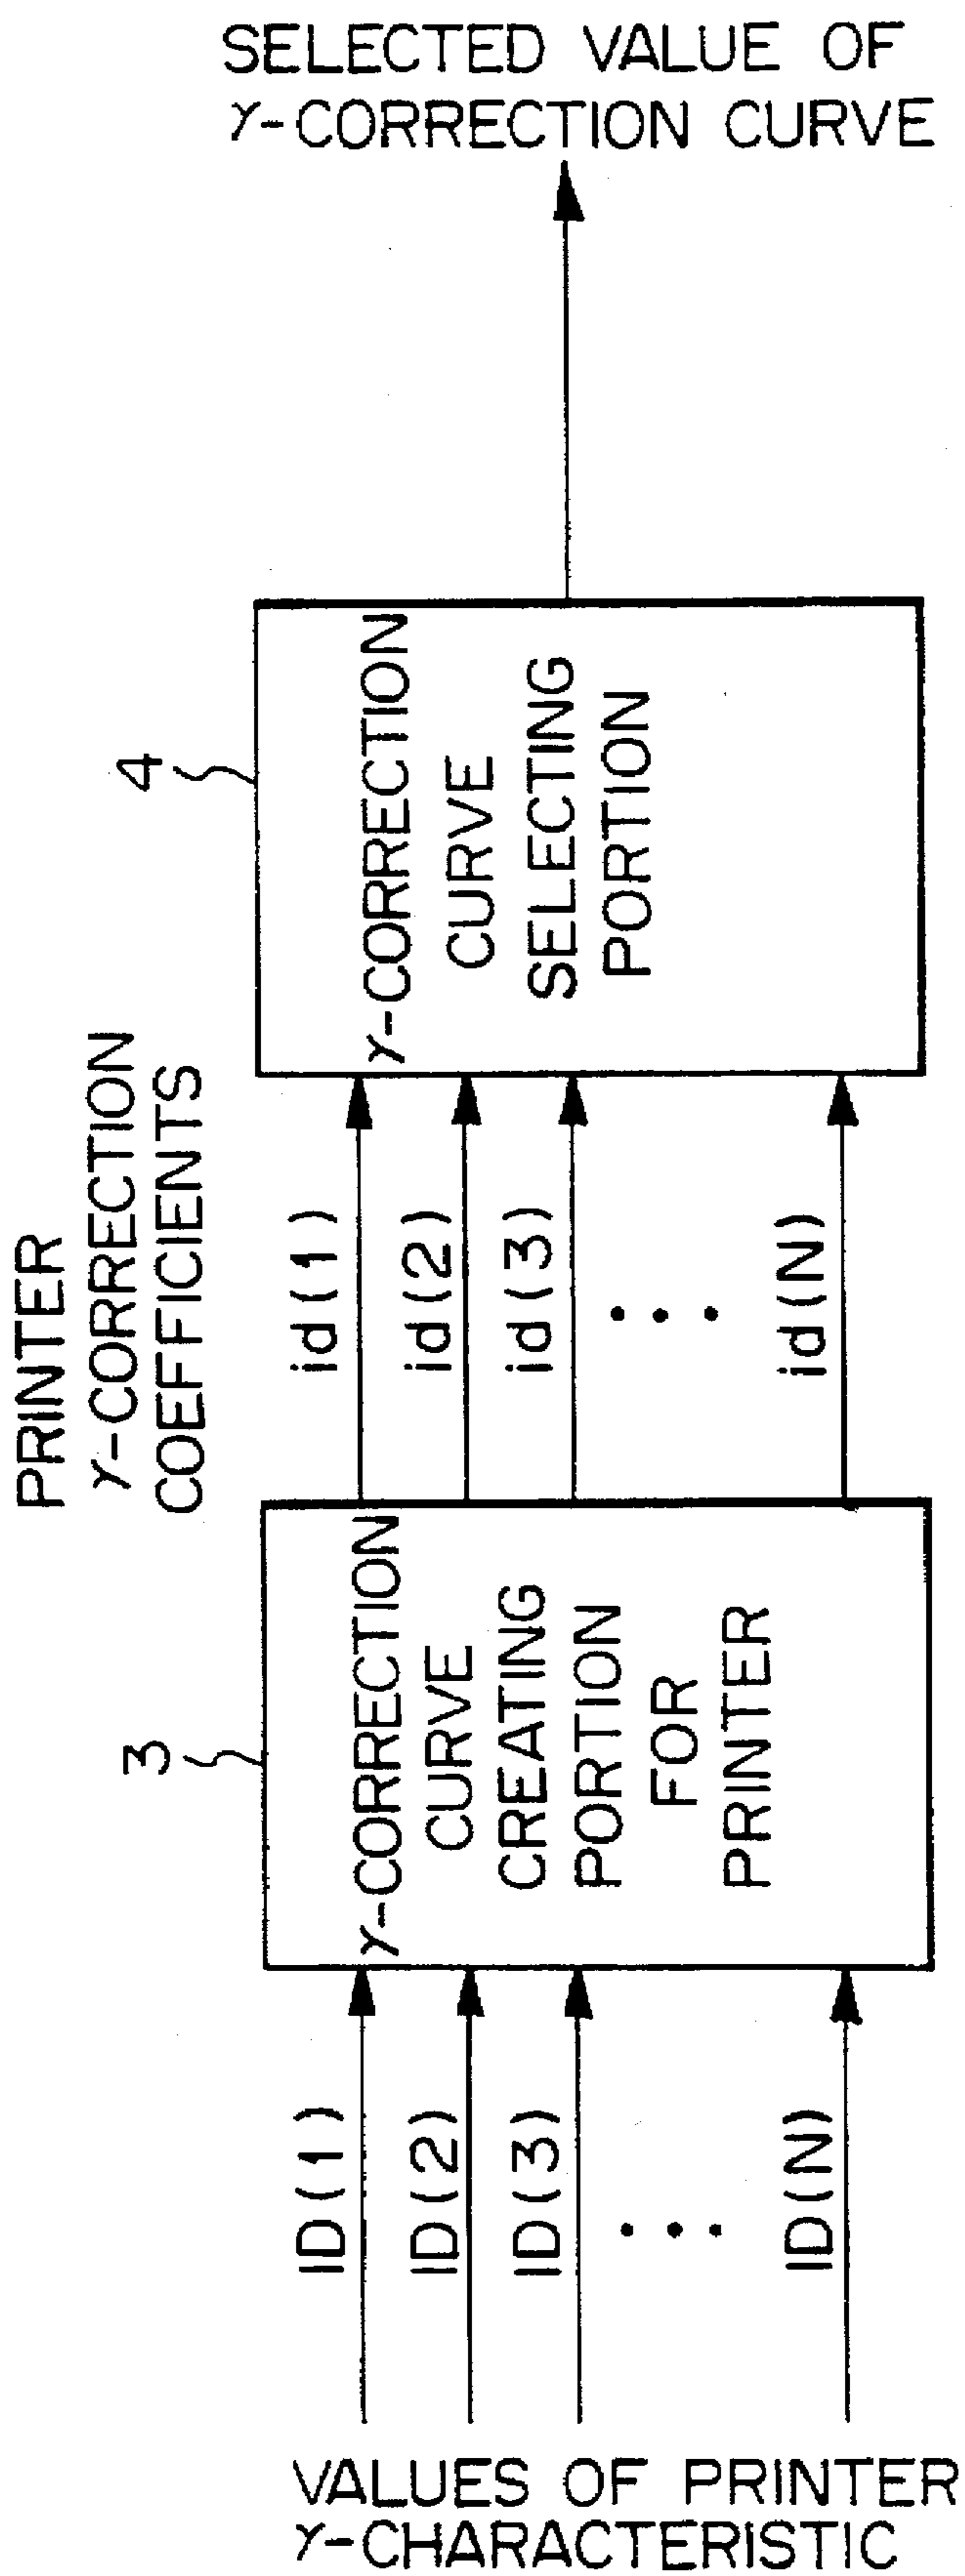 SELECTED VALUE OF
γ-CORRECTION CURVE
4
γ-CORRECTION
CURVE
SELECTING
PORTION
PRINTER
γ-CORRECTION
COEFFICIENTS
id(1)
id(2)
id(3)
id(N)
3
γ-CORRECTION
CURVE
CREATING
PORTION
FOR
PRINTER
ID(1)
ID(2)
ID(3)
ID(N)
VALUES OF PRINTER
γ-CHARACTERISTIC